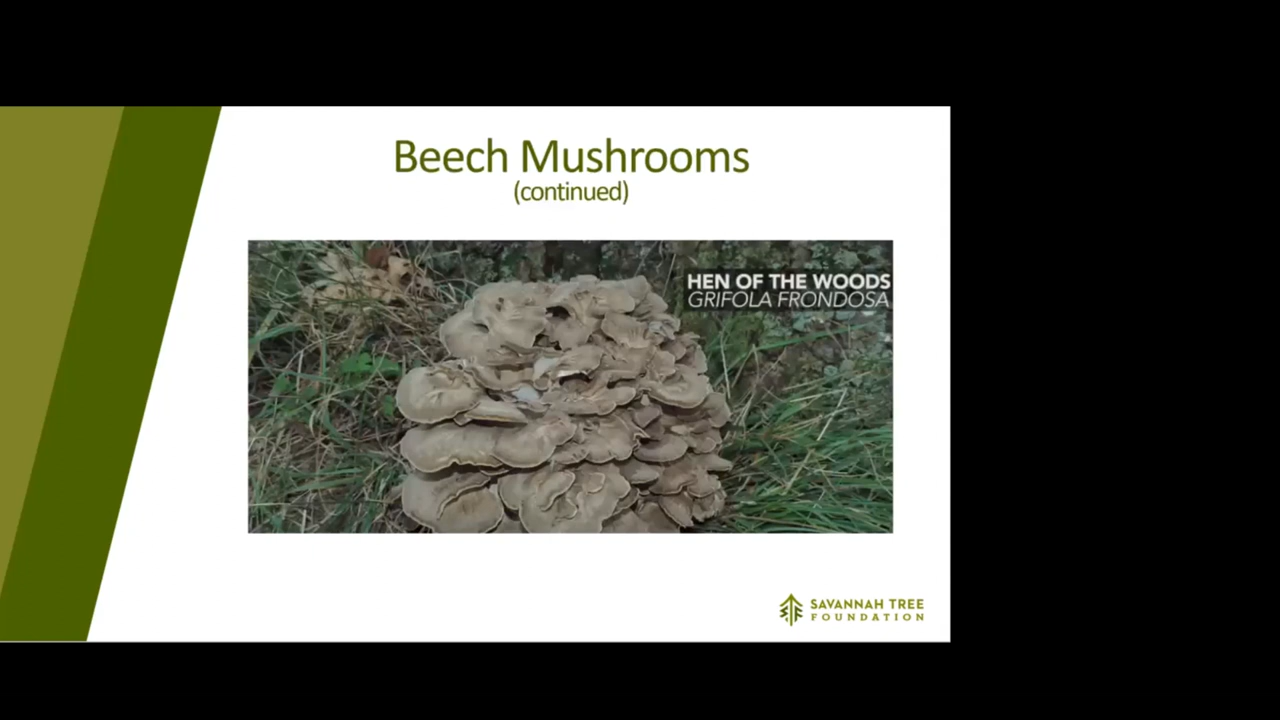 Beech Mushrooms
(continued)
HEN OF THE WOODS
GRIFOLA FRONDOSA
SAVANNAH TREE
FOUNDATION